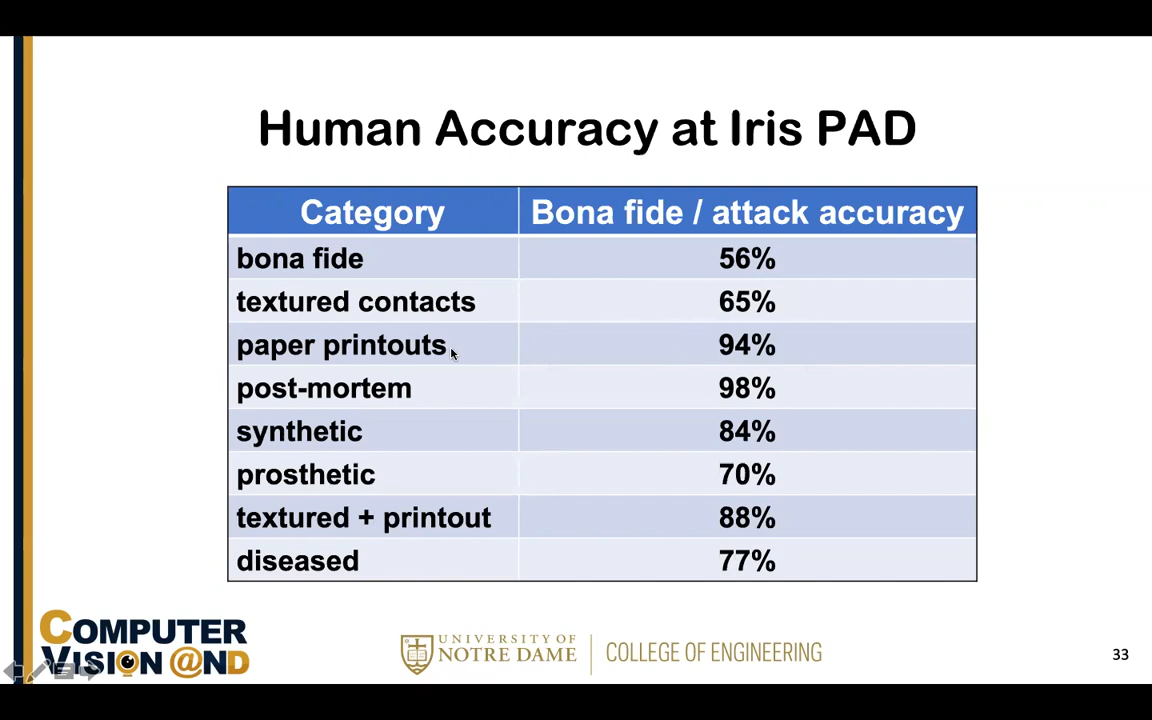 Human Accuracy at Iris PAD
Category Bona fide / attack accuracy
bona fide 56%
textured contacts 65%
paper printouts 94%
post-mortem 98%
synthetic 84%
prosthetic 70%
textured + printout 88%
diseased 77%
COMPUTER
VISION @ND
UNIVERSITY OF
NOTRE DAME
COLLEGE OF ENGINEERING
33